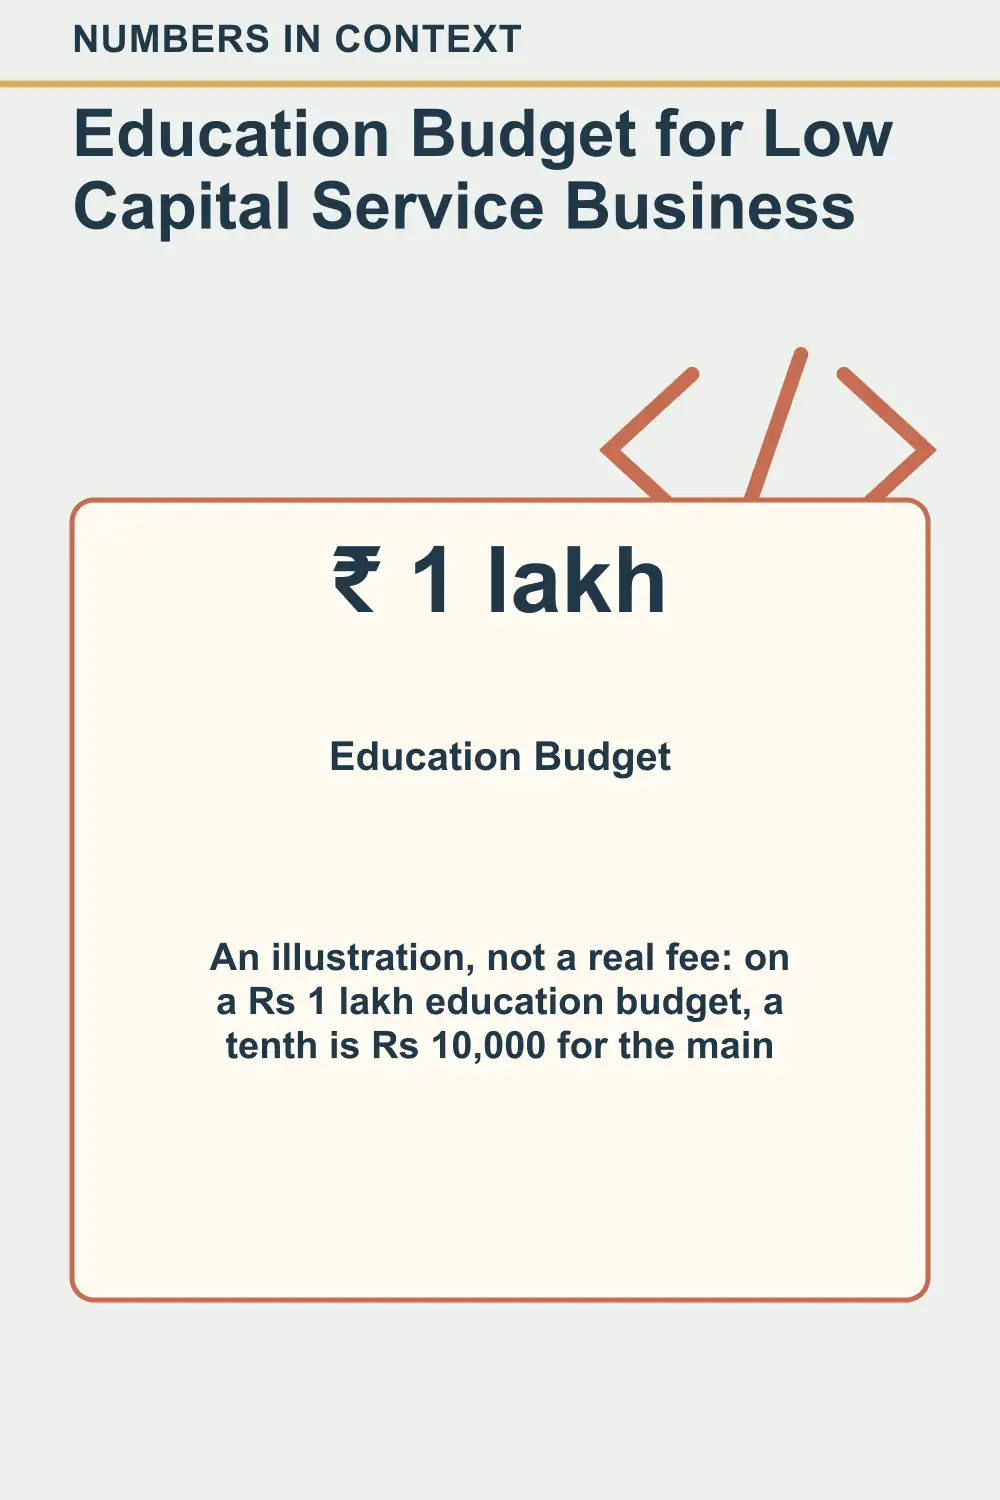 NUMBERS IN CONTEXT
Education Budget for Low
Capital Service Business
₹ 1 lakh
Education Budget
An illustration, not a real fee: on
a Rs 1 lakh education budget, a
tenth is Rs 10,000 for the main